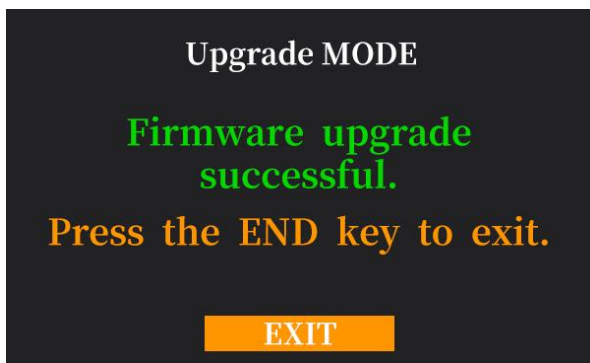 Upgrade MODE
Firmware upgrade
successful.
Press the END key to exit.
EXIT